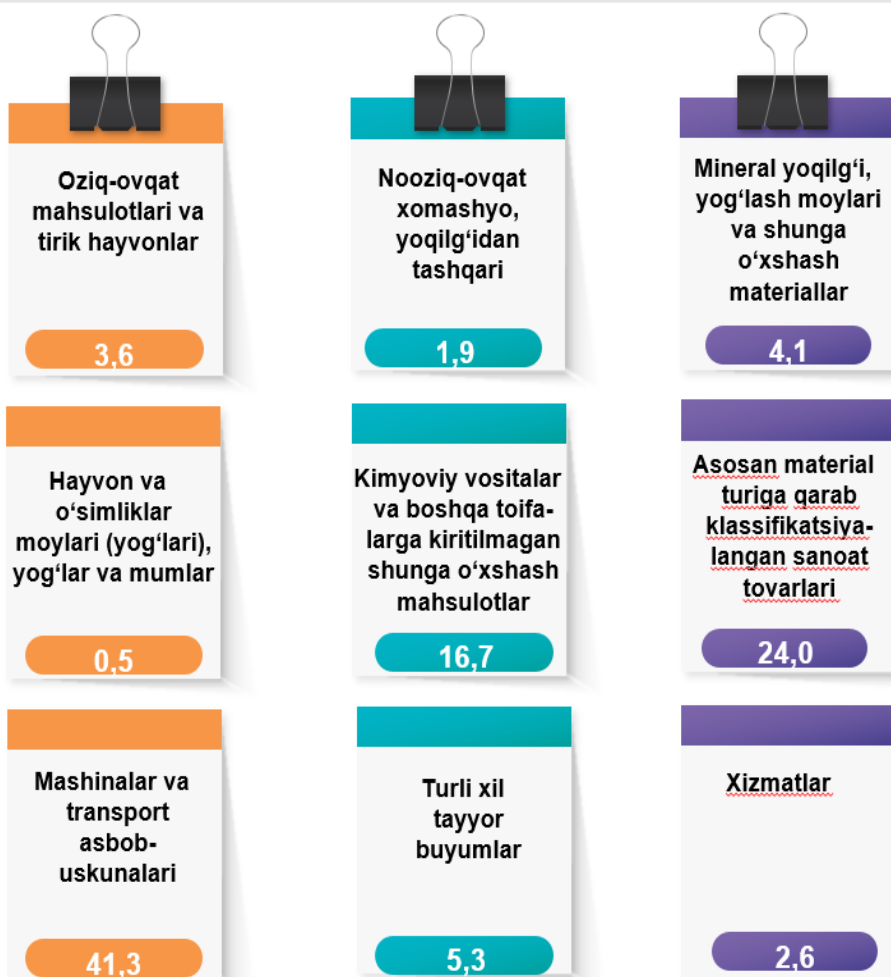 Oziq-ovqat
mahsulotlari va
tirik hayvonlar
3,6
Nooziq-ovqat
xomashyo,
yoqilg‘idan
tashqari
1,9
Mineral yoqilg‘i,
yog‘lash moylari
va shunga
o‘xshash
materiallar
4,1
Hayvon va
o‘simliklar
moylari (yog‘lari),
yog‘lar va mumlar
0,5
Kimyoviy vositalar
va boshqa toifa-
larga kiritilmagan
shunga o‘xshash
mahsulotlar
16,7
Asosan material
turiga qarab
klassifikatsiya-
langan sanoat
tovarlari
24,0
Mashinalar va
transport
asbob-
uskunalari
41,3
Turli xil
tayyor
buyumlar
5,3
Xizmatlar
2,6